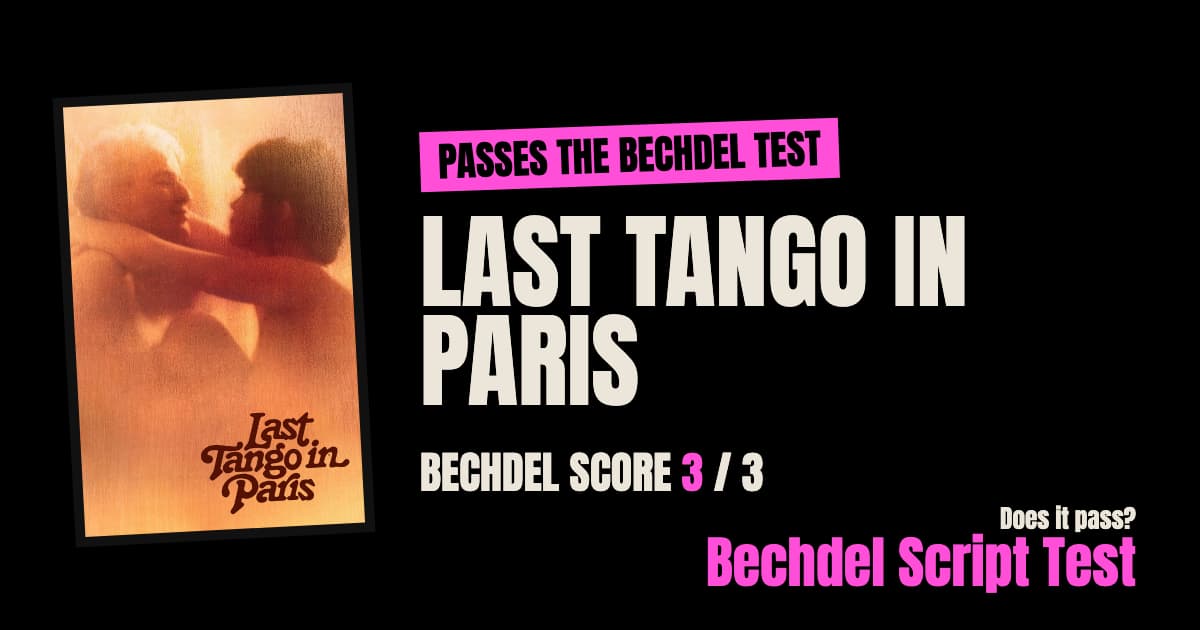 PASSES THE BECHDEL TEST
LAST TANGO IN
PARIS
BECHDEL SCORE 3 / 3
Last
Tango in
Paris
Does it pass?
Bechdel Script Test